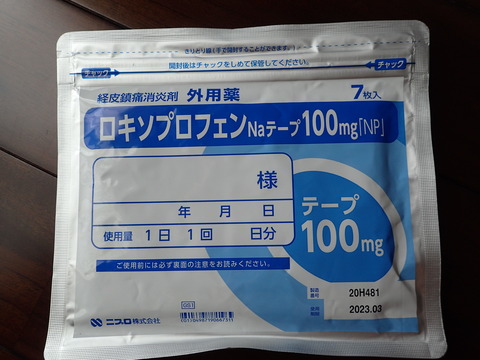 きりとり線(手で開封することができます。)
開封後はチャックをしめて保管してください。
チャック
チャック
経皮鎮痛消炎剤 外用薬 7枚入
ロキソプロフェンNaテープ100mg「NP」
様
年 月 日
使用量 1日 1回 日分
テープ
100mg
ご使用前には必ず裏面の注意をお読みください。
製造番号 20H481
使用期限 2023.03
ニプロ株式会社
GS1